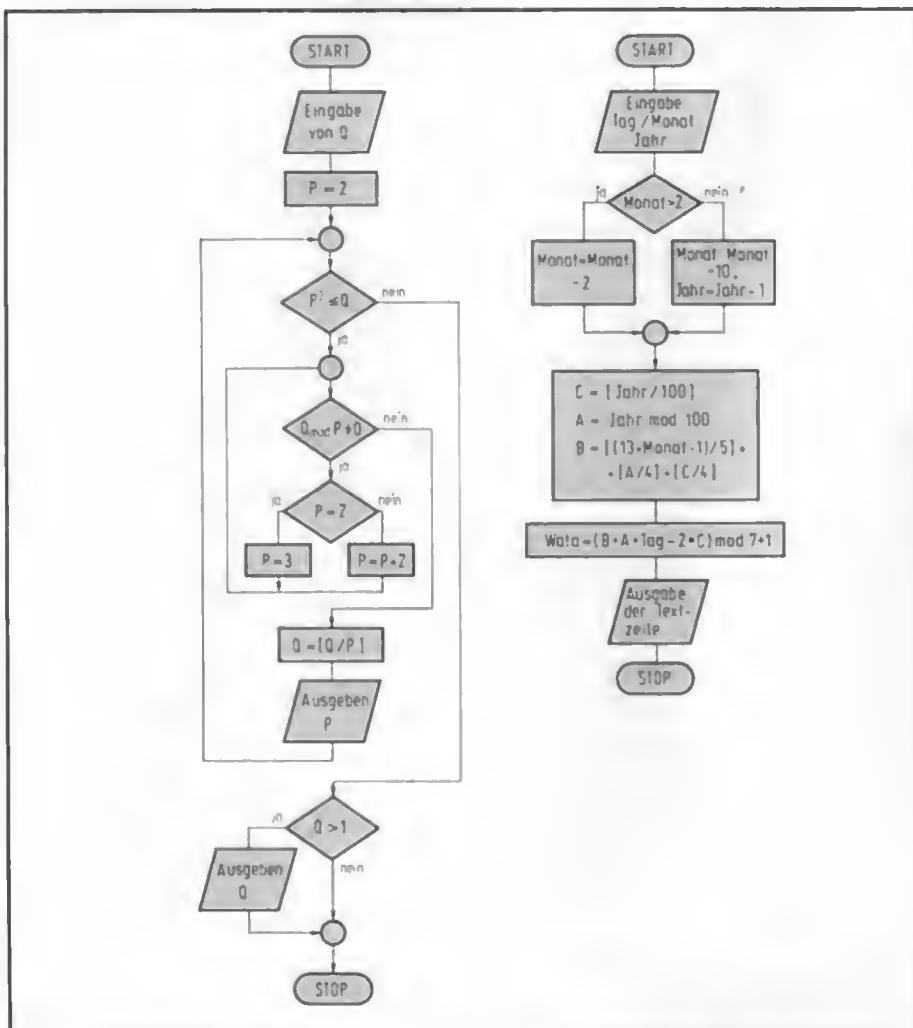 START
Eingabe
von Q
P = 2
P² ≤ Q
nein
ja
Q mod P ≠ 0
nein
ja
P = 2
ja
nein
P = 3
P = P + 2
Q = [Q/P]
Ausgeben
P
Q > 1
ja
nein
Ausgeben
Q
STOP
START
Eingabe
Tag / Monat
Jahr
ja
nein
Monat>2
Monat=Monat
- 2
Monat Monat
-10,
Jahr=Jahr-1
C = [Jahr/100]
A = Jahr mod 100
B = [(13*Monat-1)/5] +
+ [A/4] + [C/4]
Wota=(B+A+Tag-2*C) mod 7+1
Ausgabe
der Text-
zeile
STOP